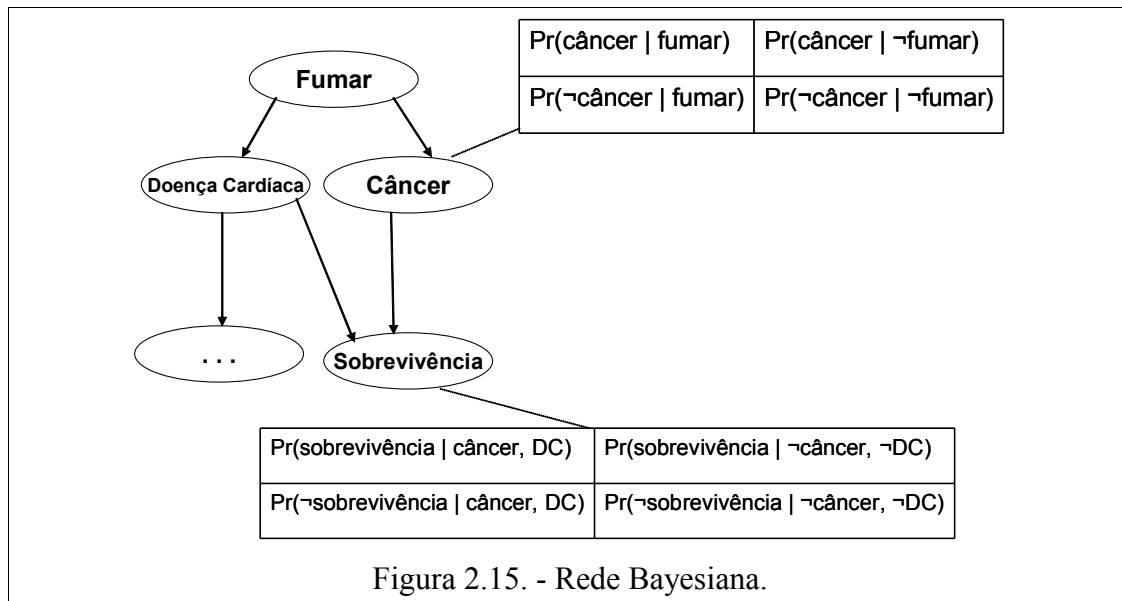 Pr(câncer | fumar) Pr(câncer | ¬fumar)
Fumar
Pr(¬câncer | fumar) Pr(¬câncer | ¬fumar)
Doença Cardíaca Câncer
. . . Sobrevivência
Pr(sobrevivência | câncer, DC) Pr(sobrevivência | ¬câncer, ¬DC)
Pr(¬sobrevivência | câncer, DC) Pr(¬sobrevivência | ¬câncer, ¬DC)
Figura 2.15. - Rede Bayesiana.